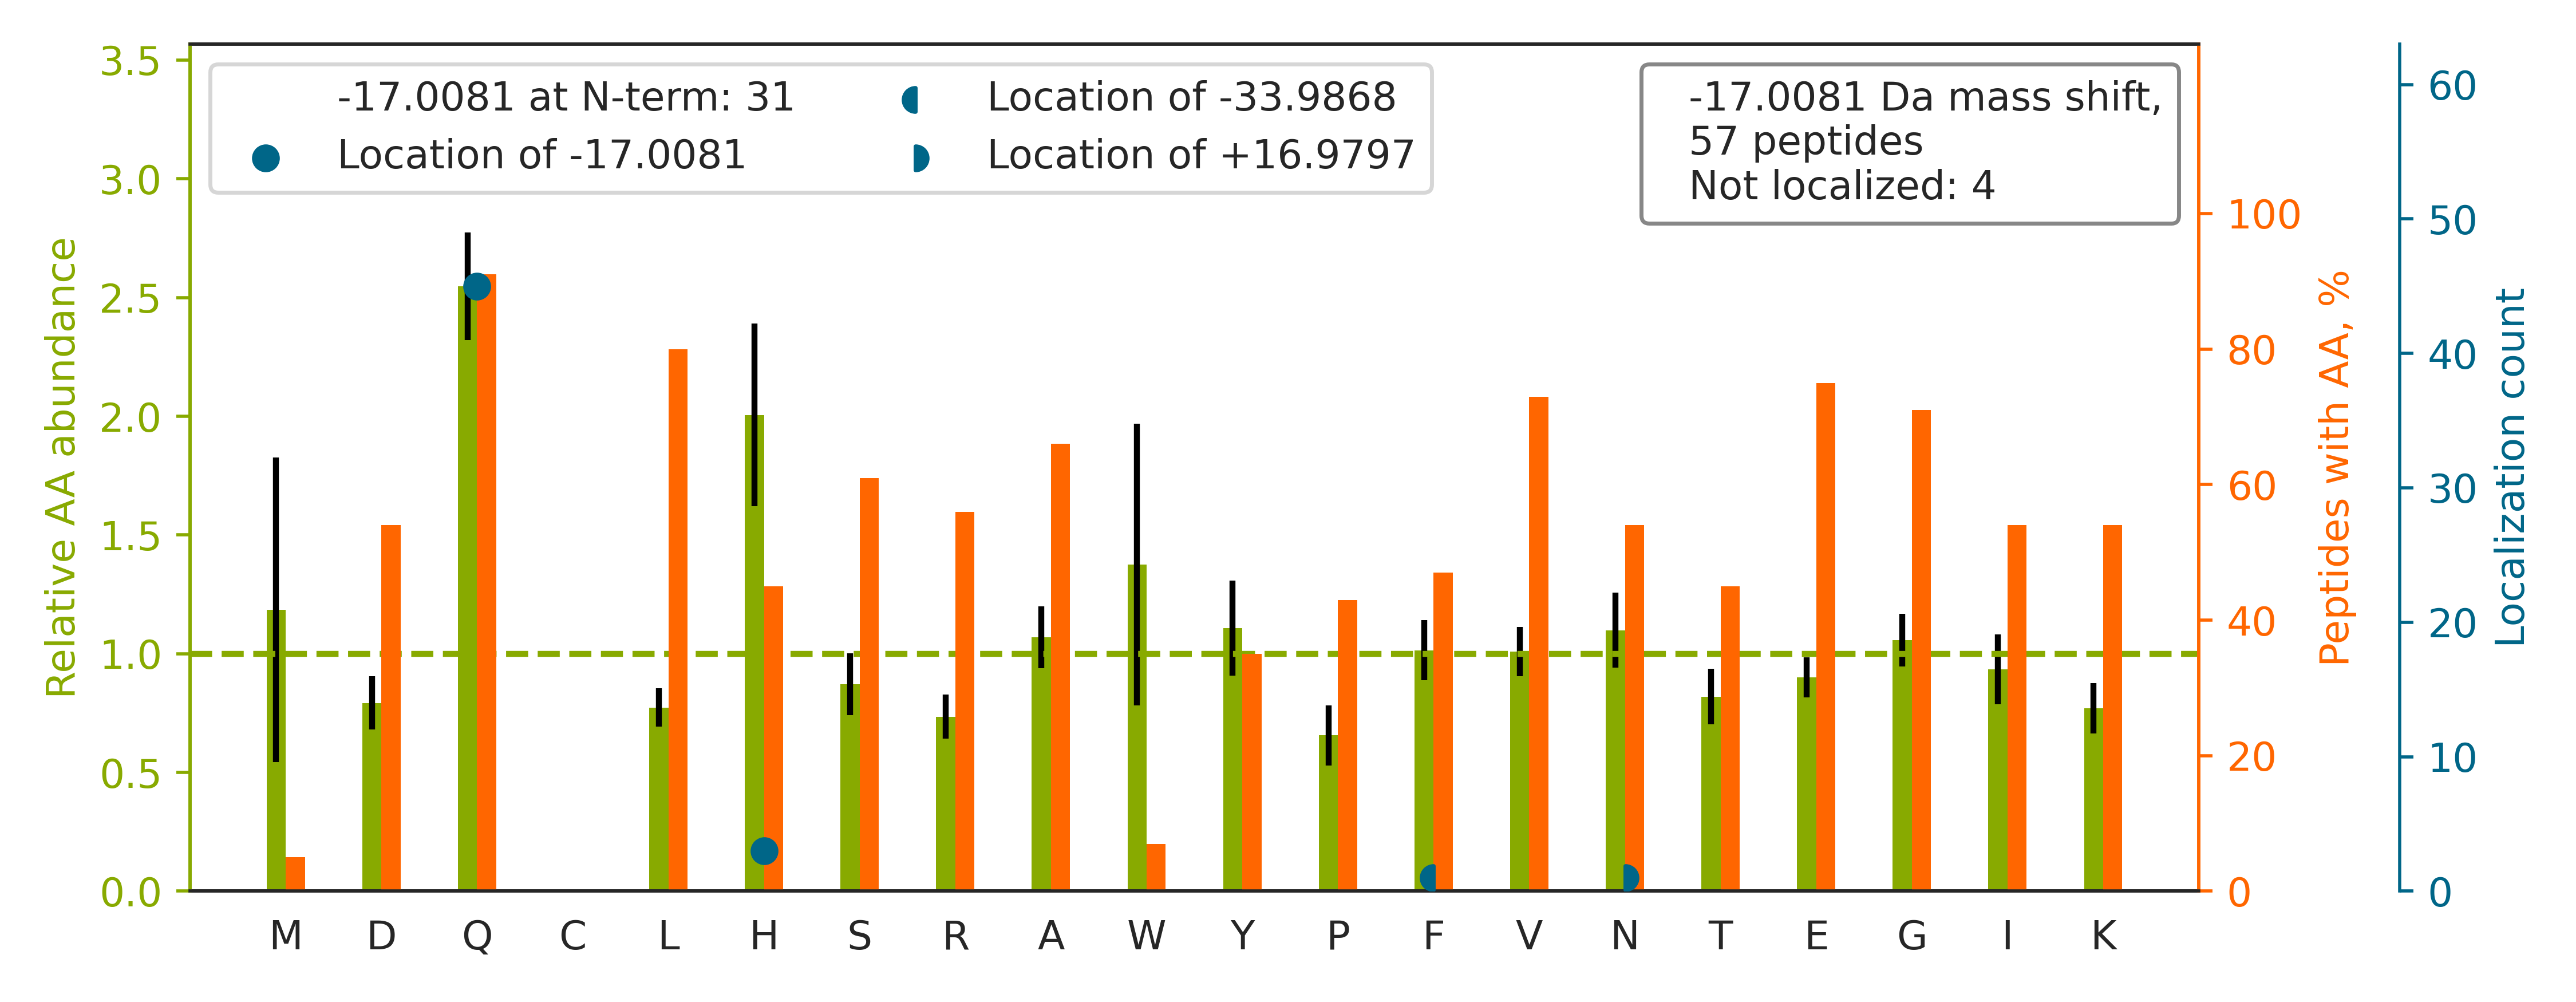 -17.0081 at N-term: 31
Location of -17.0081
Location of -33.9868
Location of +16.9797
-17.0081 Da mass shift,
57 peptides
Not localized: 4
Relative AA abundance
3.5
3.0
2.5
2.0
1.5
1.0
0.5
0.0
M D Q C L H S R A W Y P F V N T E G I K
100
80
60
40
20
0
Peptides with AA, %
60
50
40
30
20
10
0
Localization count